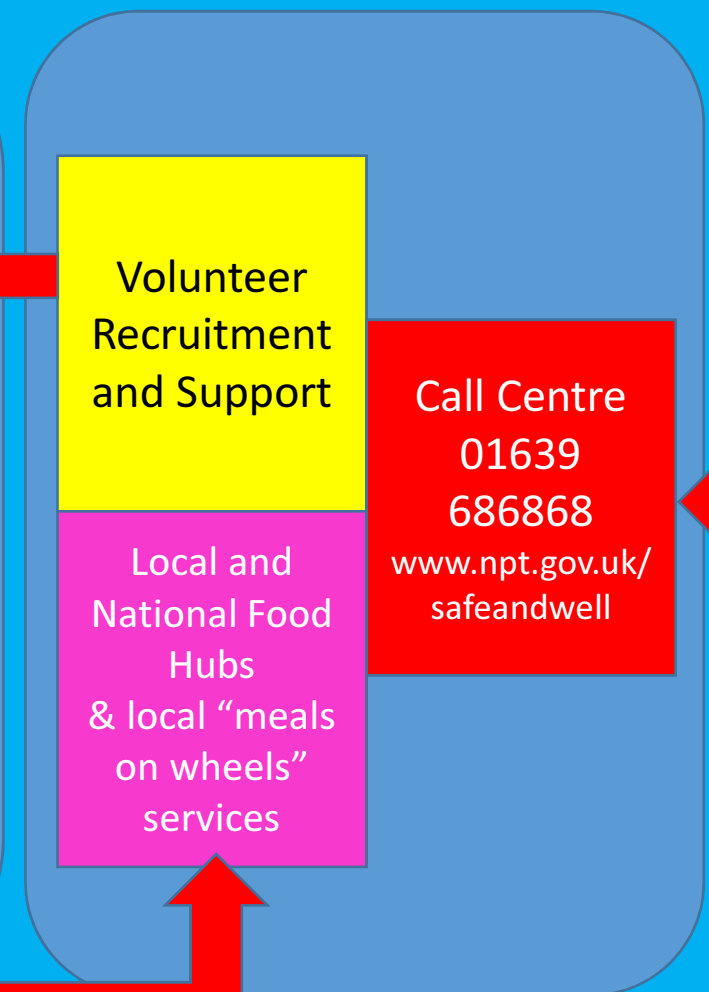 Volunteer
Recruitment
and Support
Call Centre
01639
686868
www.npt.gov.uk/
safeandwell
Local and
National Food
Hubs
& local “meals
on wheels”
services